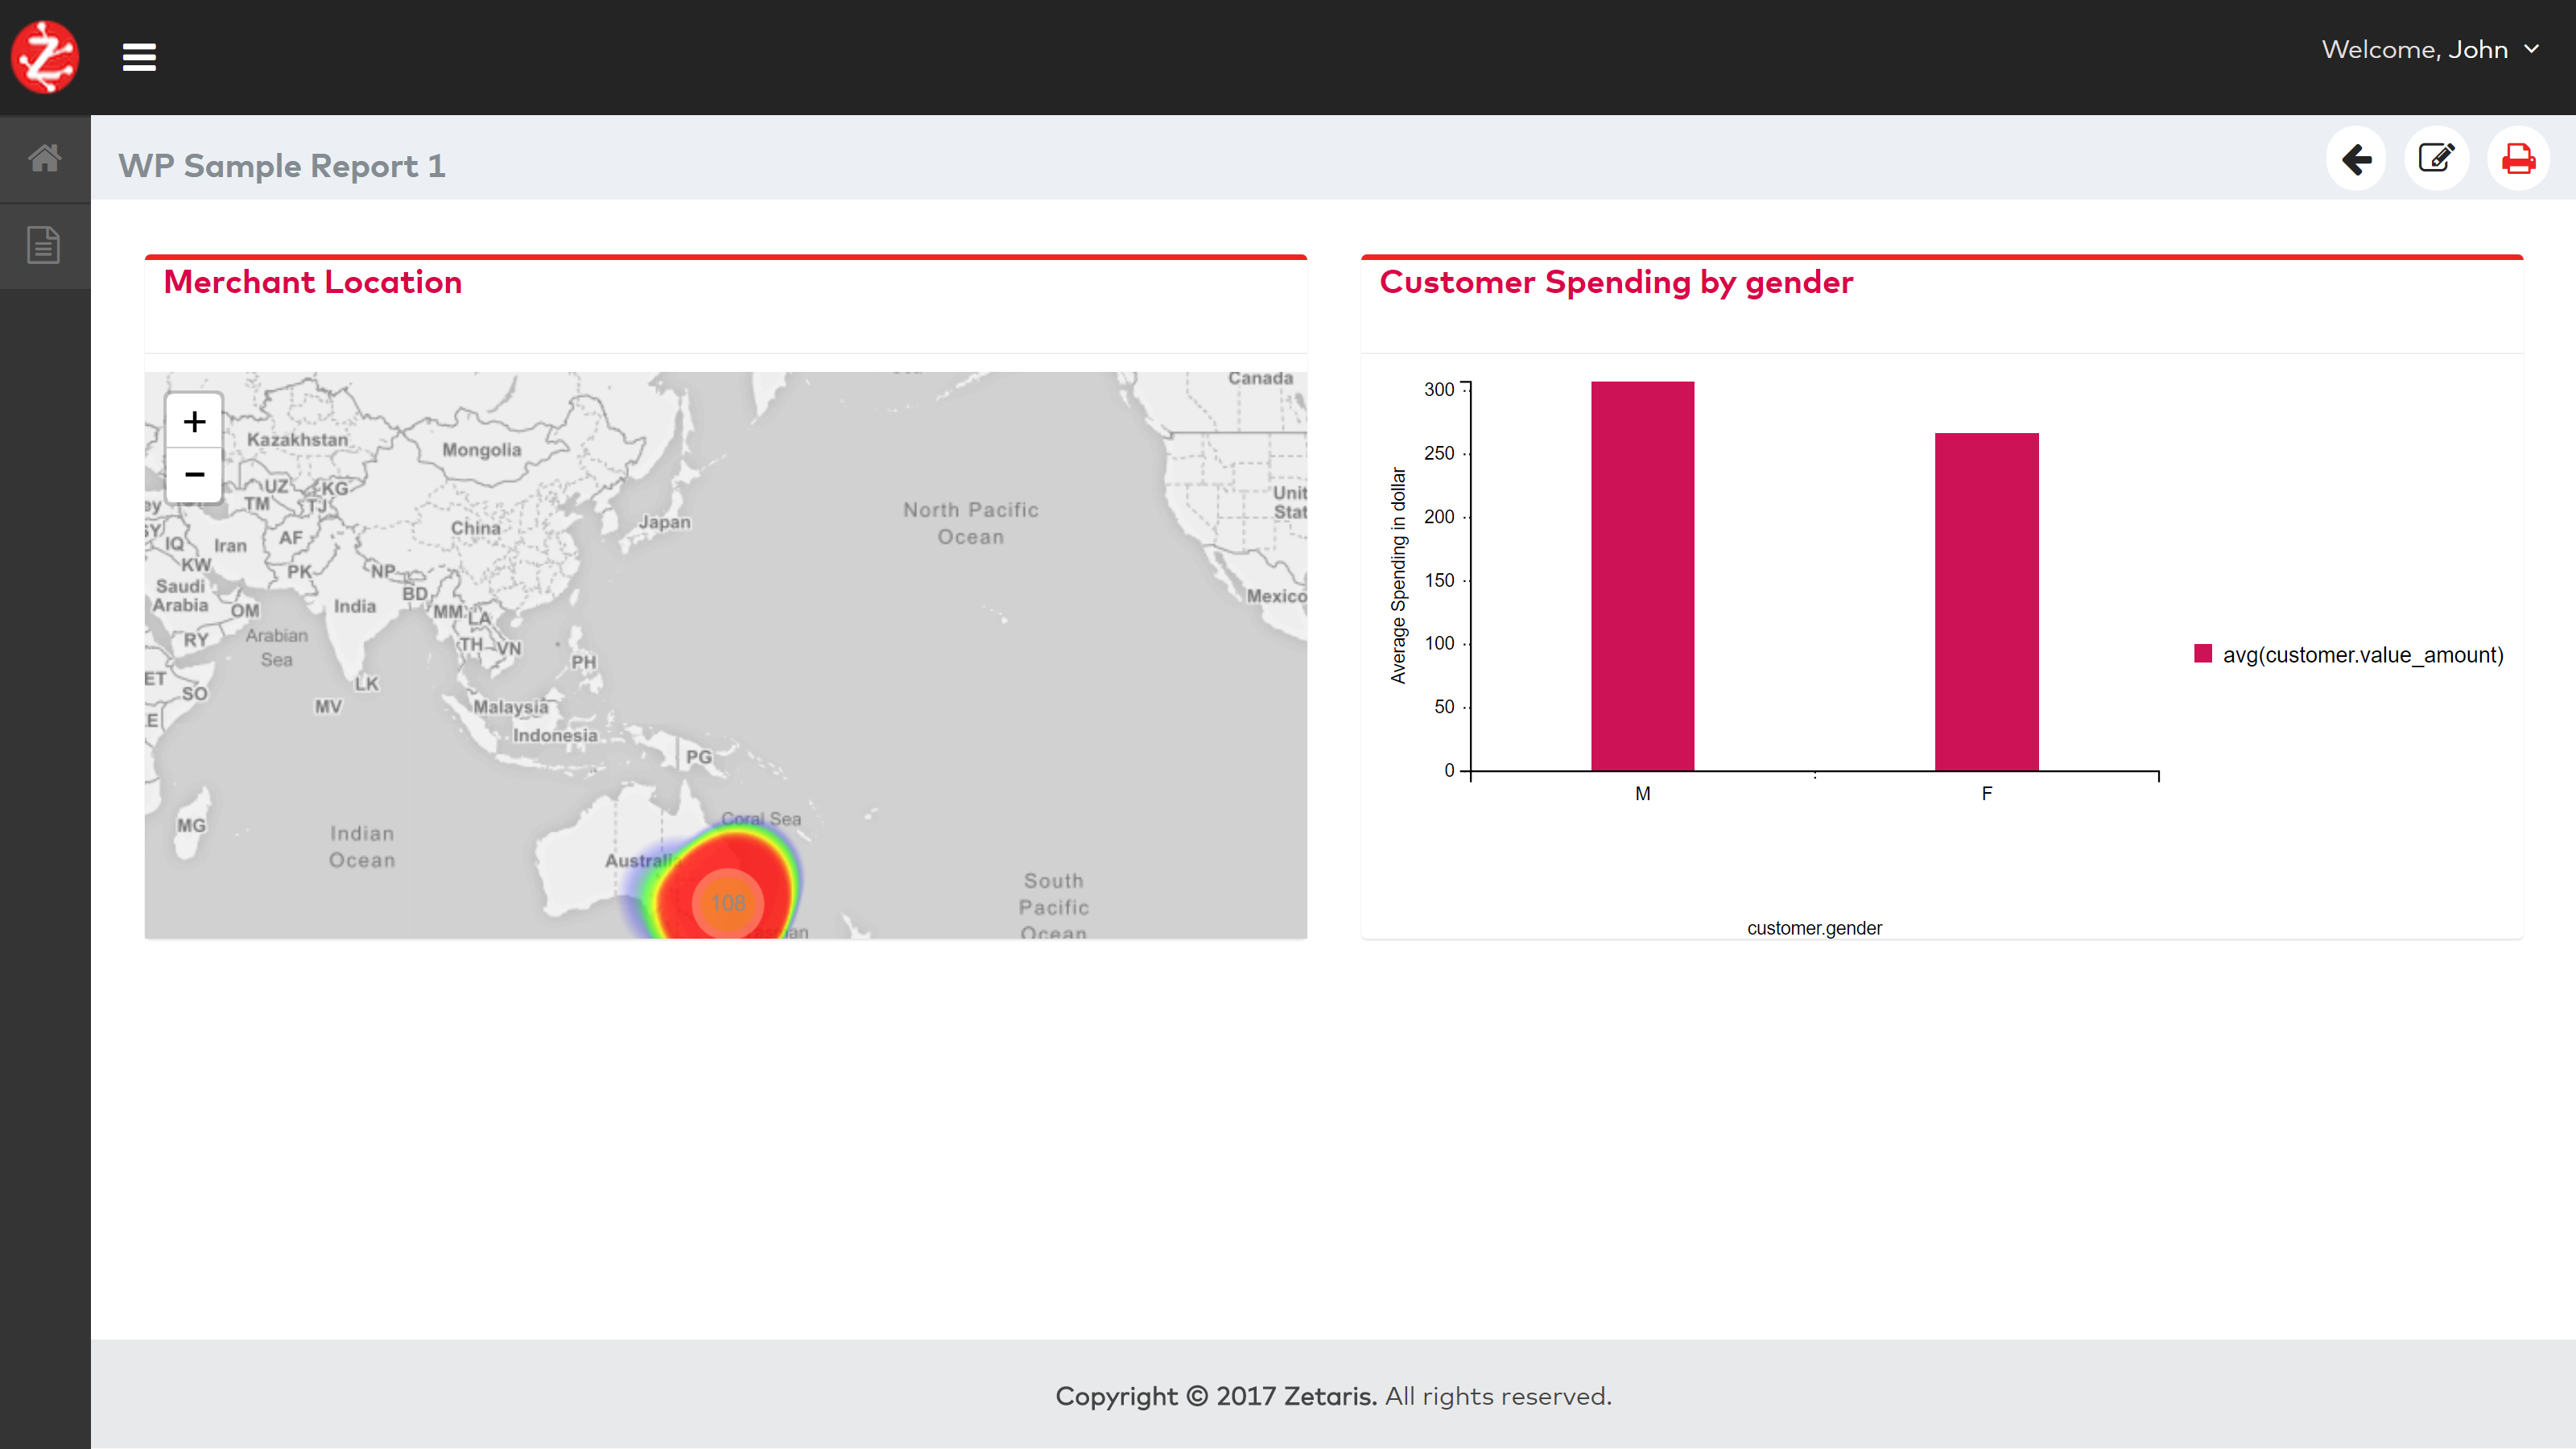 Welcome, John
WP Sample Report 1
Merchant Location
+
−
Canada
Kazakhstan
Mongolia
UZ
KG
TM
TJ
North Pacific
Ocean
Unit
Stat
Japan
China
IQ
Iran
AF
KW
PK
NP
Saudi
Arabia
OM
BD
India
MM
LA
Mexico
RY
Arabian
Sea
TH
VN
PH
ET
SO
LK
MV
Malaysia
E
Indonesia
PG
MG
Indian
Ocean
Coral Sea
Australi
South
Pacific
Ocean
108
Customer Spending by gender
300
250
200
150
100
50
0
Average Spending in dollar
M
F
customer.gender
avg(customer.value_amount)
Copyright © 2017 Zetaris. All rights reserved.